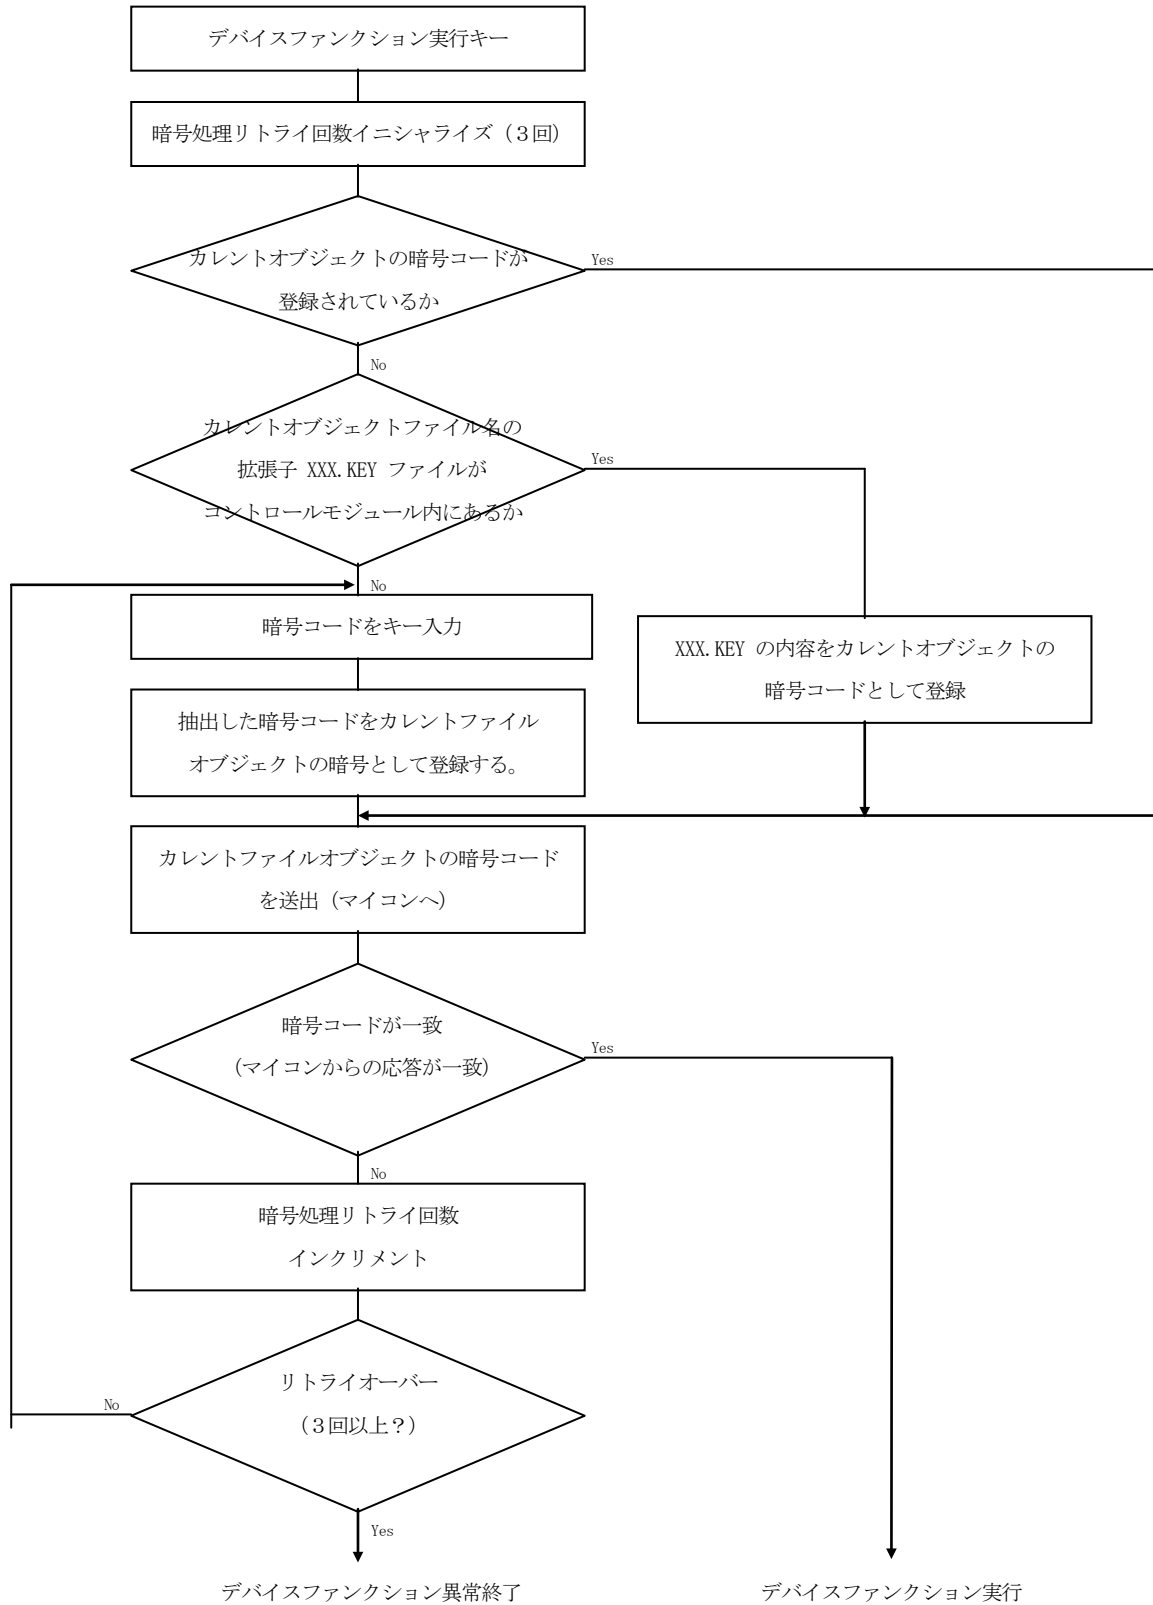 デバイスファンクション実行キー
暗号処理リトライ回数イニシャライズ（３回）
カレントオブジェクトの暗号コードが
登録されているか
Yes
No
カレントオブジェクトファイル名の
拡張子 XXX.KEY ファイルが
コントロールモジュール内にあるか
Yes
No
暗号コードをキー入力
XXX.KEY の内容をカレントオブジェクトの
暗号コードとして登録
抽出した暗号コードをカレントファイル
オブジェクトの暗号として登録する。
カレントファイルオブジェクトの暗号コード
を送出（マイコンへ）
暗号コードが一致
（マイコンからの応答が一致）
Yes
No
暗号処理リトライ回数
インクリメント
リトライオーバー
（３回以上？）
No
Yes
デバイスファンクション異常終了
デバイスファンクション実行